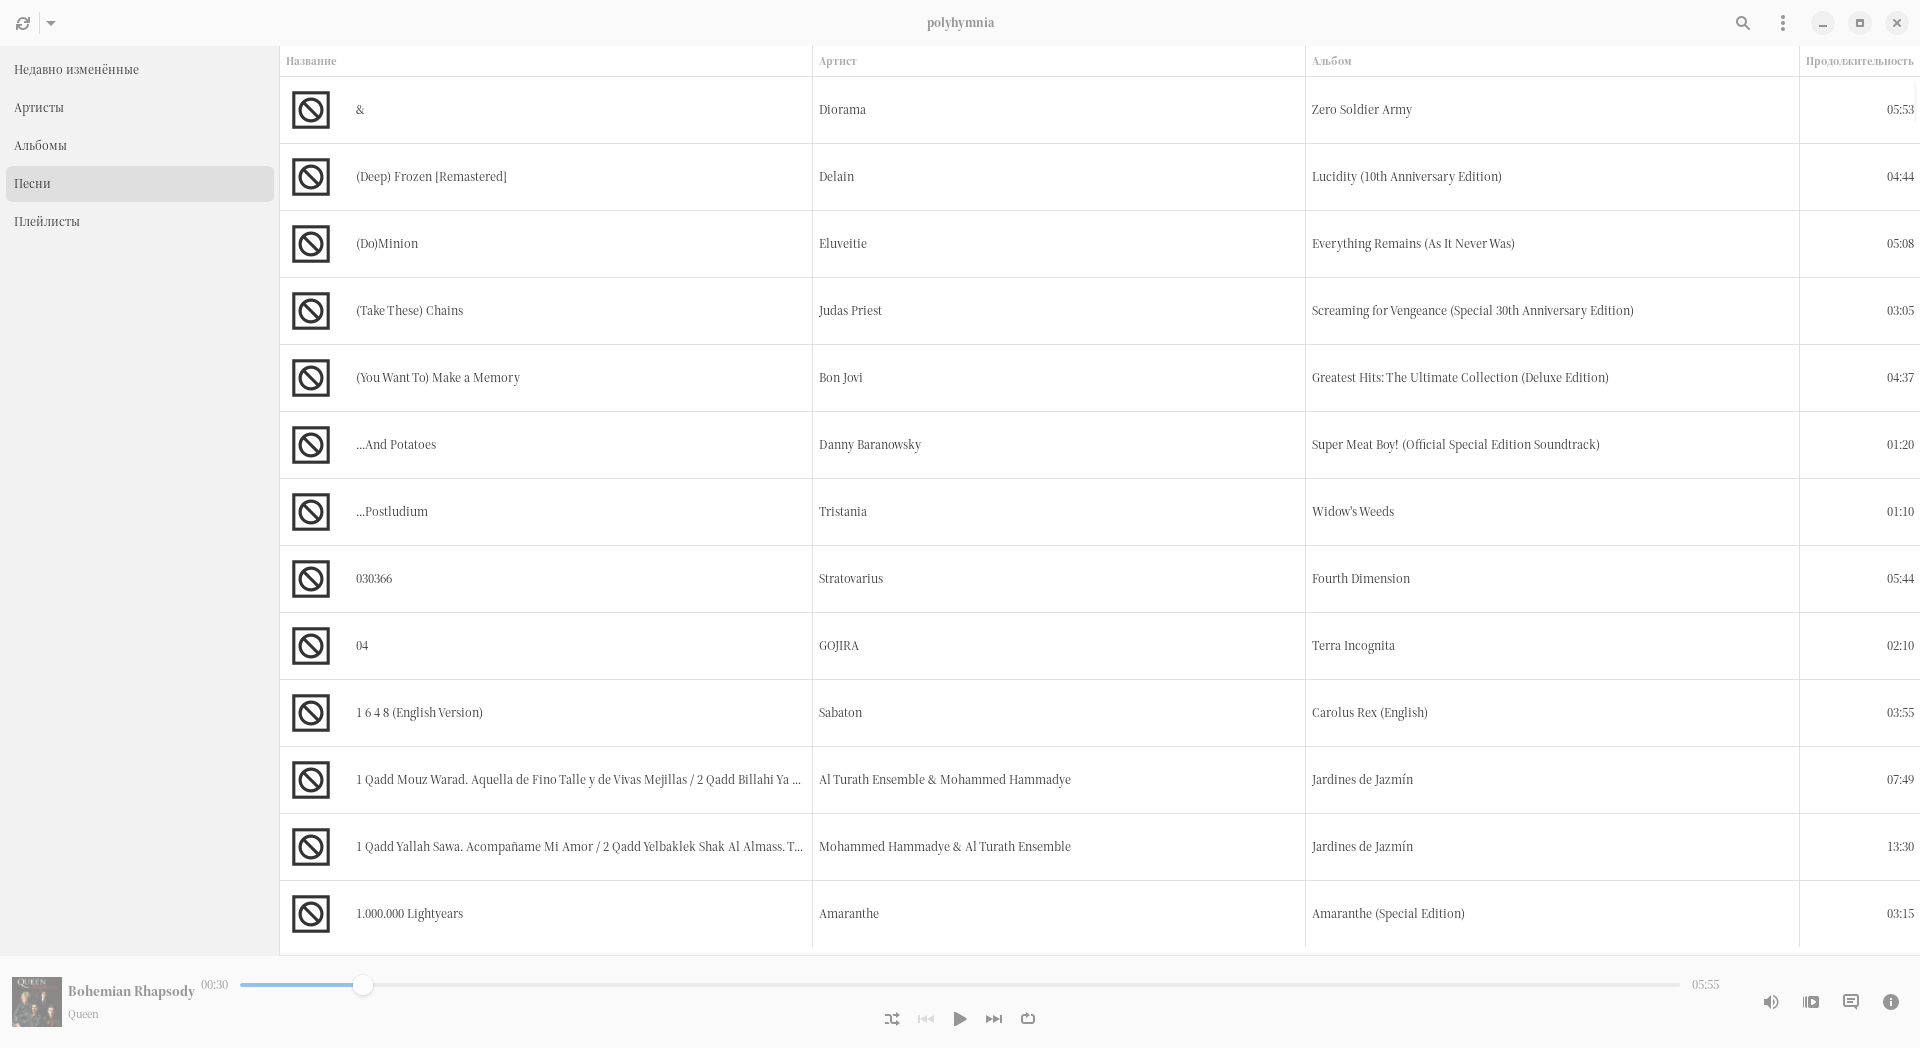 polyhymnia
Недавно изменённые
Артисты
Альбомы
Песни
Плейлисты
Название Артист Альбом Продолжительность
& Diorama Zero Soldier Army 05:53
(Deep) Frozen [Remastered] Delain Lucidity (10th Anniversary Edition) 04:44
(Do)Minion Eluveitie Everything Remains (As It Never Was) 05:08
(Take These) Chains Judas Priest Screaming for Vengeance (Special 30th Anniversary Edition) 03:05
(You Want To) Make a Memory Bon Jovi Greatest Hits: The Ultimate Collection (Deluxe Edition) 04:37
...And Potatoes Danny Baranowsky Super Meat Boy! (Official Special Edition Soundtrack) 01:20
...Postludium Tristania Widow's Weeds 01:10
030366 Stratovarius Fourth Dimension 05:44
04 GOJIRA Terra Incognita 02:10
1 6 4 8 (English Version) Sabaton Carolus Rex (English) 03:55
1 Qadd Mouz Warad. Aquella de Fino Talle y de Vivas Mejillas / 2 Qadd Billahi Ya ... Al Turath Ensemble & Mohammed Hammadye Jardines de Jazmín 07:49
1 Qadd Yallah Sawa. Acompañame Mi Amor / 2 Qadd Yelbaklek Shak Al Almass. T... Mohammed Hammadye & Al Turath Ensemble Jardines de Jazmín 13:30
1.000.000 Lightyears Amaranthe Amaranthe (Special Edition) 03:15
QUEEN
Bohemian Rhapsody 00:30 05:55
Queen